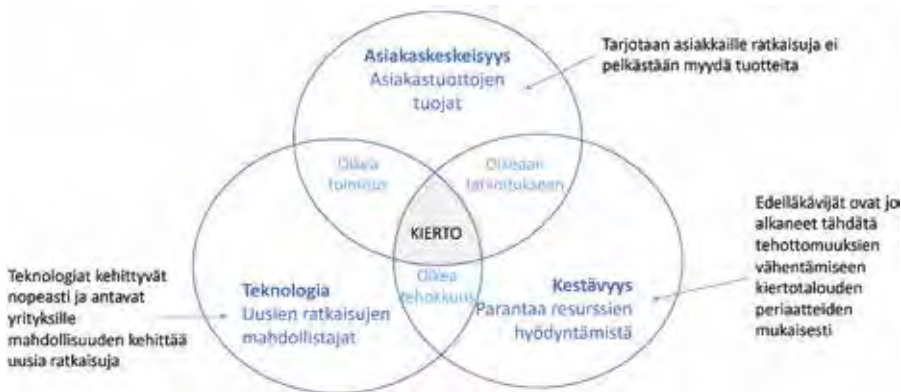 Asiakaskeskeisyys
Asiakastuottojen
tuojat
Tarjotaan asiakkaille ratkaisuja ei
pelkästään myydä tuotteita
Oikea
toimitus
Oikeaan
tarkoitukseen
KIERTO
Oikea
tehokkuus
Teknologia
Uusien ratkaisujen
mahdollistajat
Kestävyys
Parantaa resurssien
hyödyntämistä
Teknologiat kehittyvät
nopeasti ja antavat
yrityksille
mahdollisuuden kehittää
uusia ratkaisuja
Edelläkävijät ovat jo
alkaneet tähdätä
tehottomuuksien
vähentämiseen
kiertotalouden
periaatteiden
mukaisesti